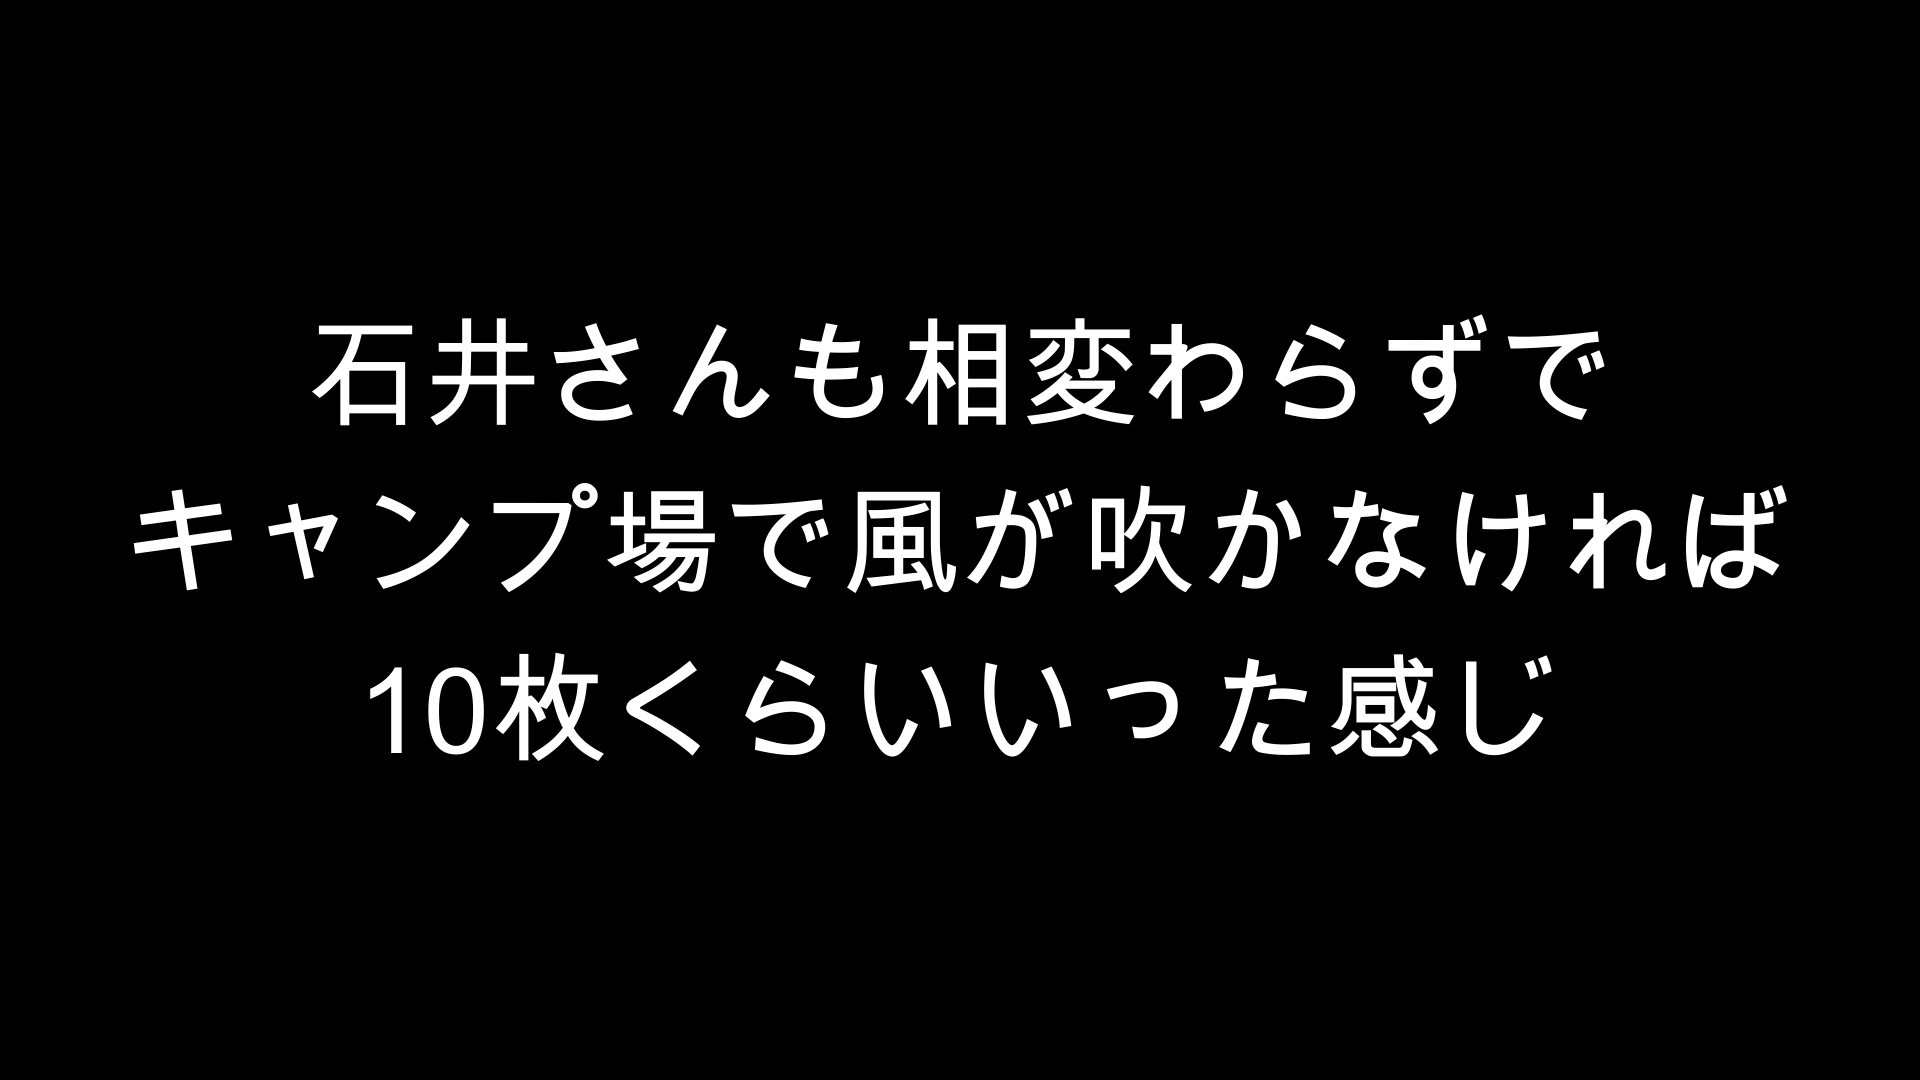 石井さんも相変わらずで
キャンプ場で風が吹かなければ
10枚くらいいった感じ